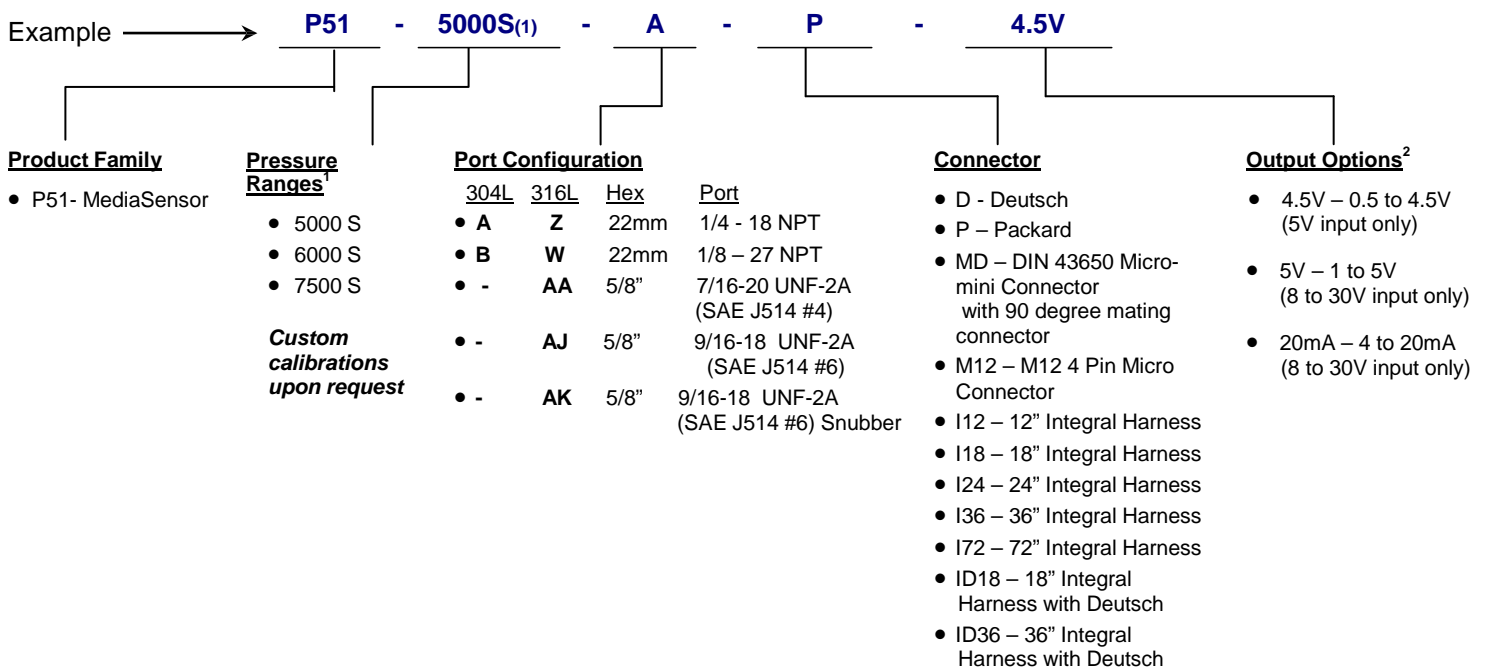 Example P51 - 5000S(1) - A - P - 4.5V
Product Family
• P51- MediaSensor
Pressure
Ranges1
• 5000 S
• 6000 S
• 7500 S
Custom
calibrations
upon request
Port Configuration
304L 316L Hex Port
• A Z 22mm 1/4 - 18 NPT
• B W 22mm 1/8 – 27 NPT
• - AA 5/8” 7/16-20 UNF-2A
(SAE J514 #4)
• - AJ 5/8” 9/16-18 UNF-2A
(SAE J514 #6)
• - AK 5/8” 9/16-18 UNF-2A
(SAE J514 #6) Snubber
Connector
• D - Deutsch
• P – Packard
• MD – DIN 43650 Micro-
mini Connector
with 90 degree mating
connector
• M12 – M12 4 Pin Micro
Connector
• I12 – 12” Integral Harness
• I18 – 18” Integral Harness
• I24 – 24” Integral Harness
• I36 – 36” Integral Harness
• I72 – 72” Integral Harness
• ID18 – 18” Integral
Harness with Deutsch
• ID36 – 36” Integral
Harness with Deutsch
Output Options2
• 4.5V – 0.5 to 4.5V
(5V input only)
• 5V – 1 to 5V
(8 to 30V input only)
• 20mA – 4 to 20mA
(8 to 30V input only)